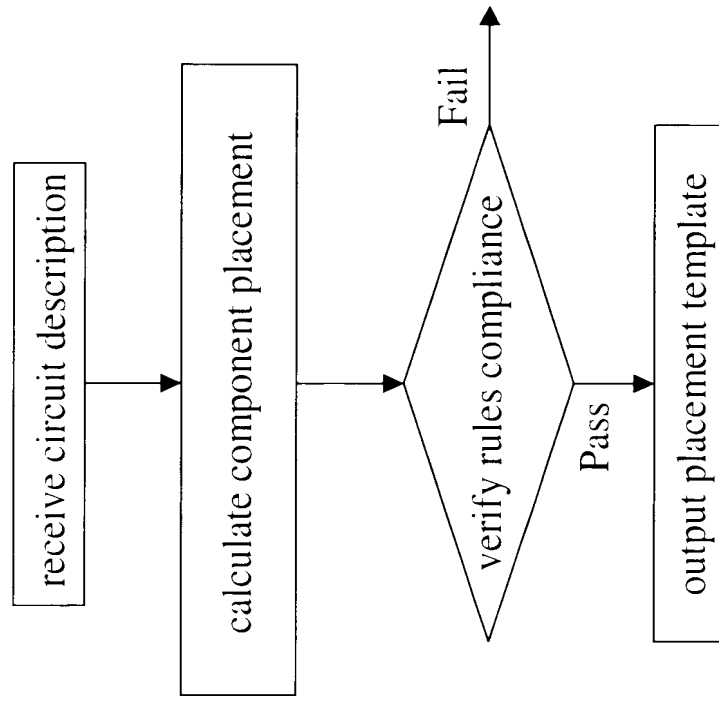 receive circuit description
calculate component placement
verify rules compliance
Fail
Pass
output placement template